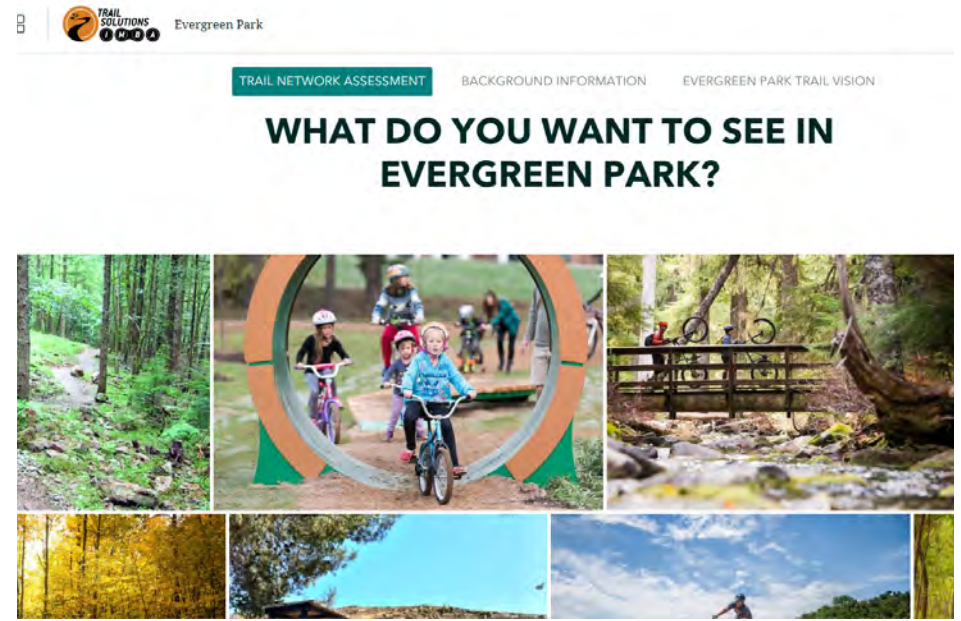 TRAIL
SOLUTIONS
IMBA
Evergreen Park
TRAIL NETWORK ASSESSMENT
BACKGROUND INFORMATION
EVERGREEN PARK TRAIL VISION
WHAT DO YOU WANT TO SEE IN
EVERGREEN PARK?